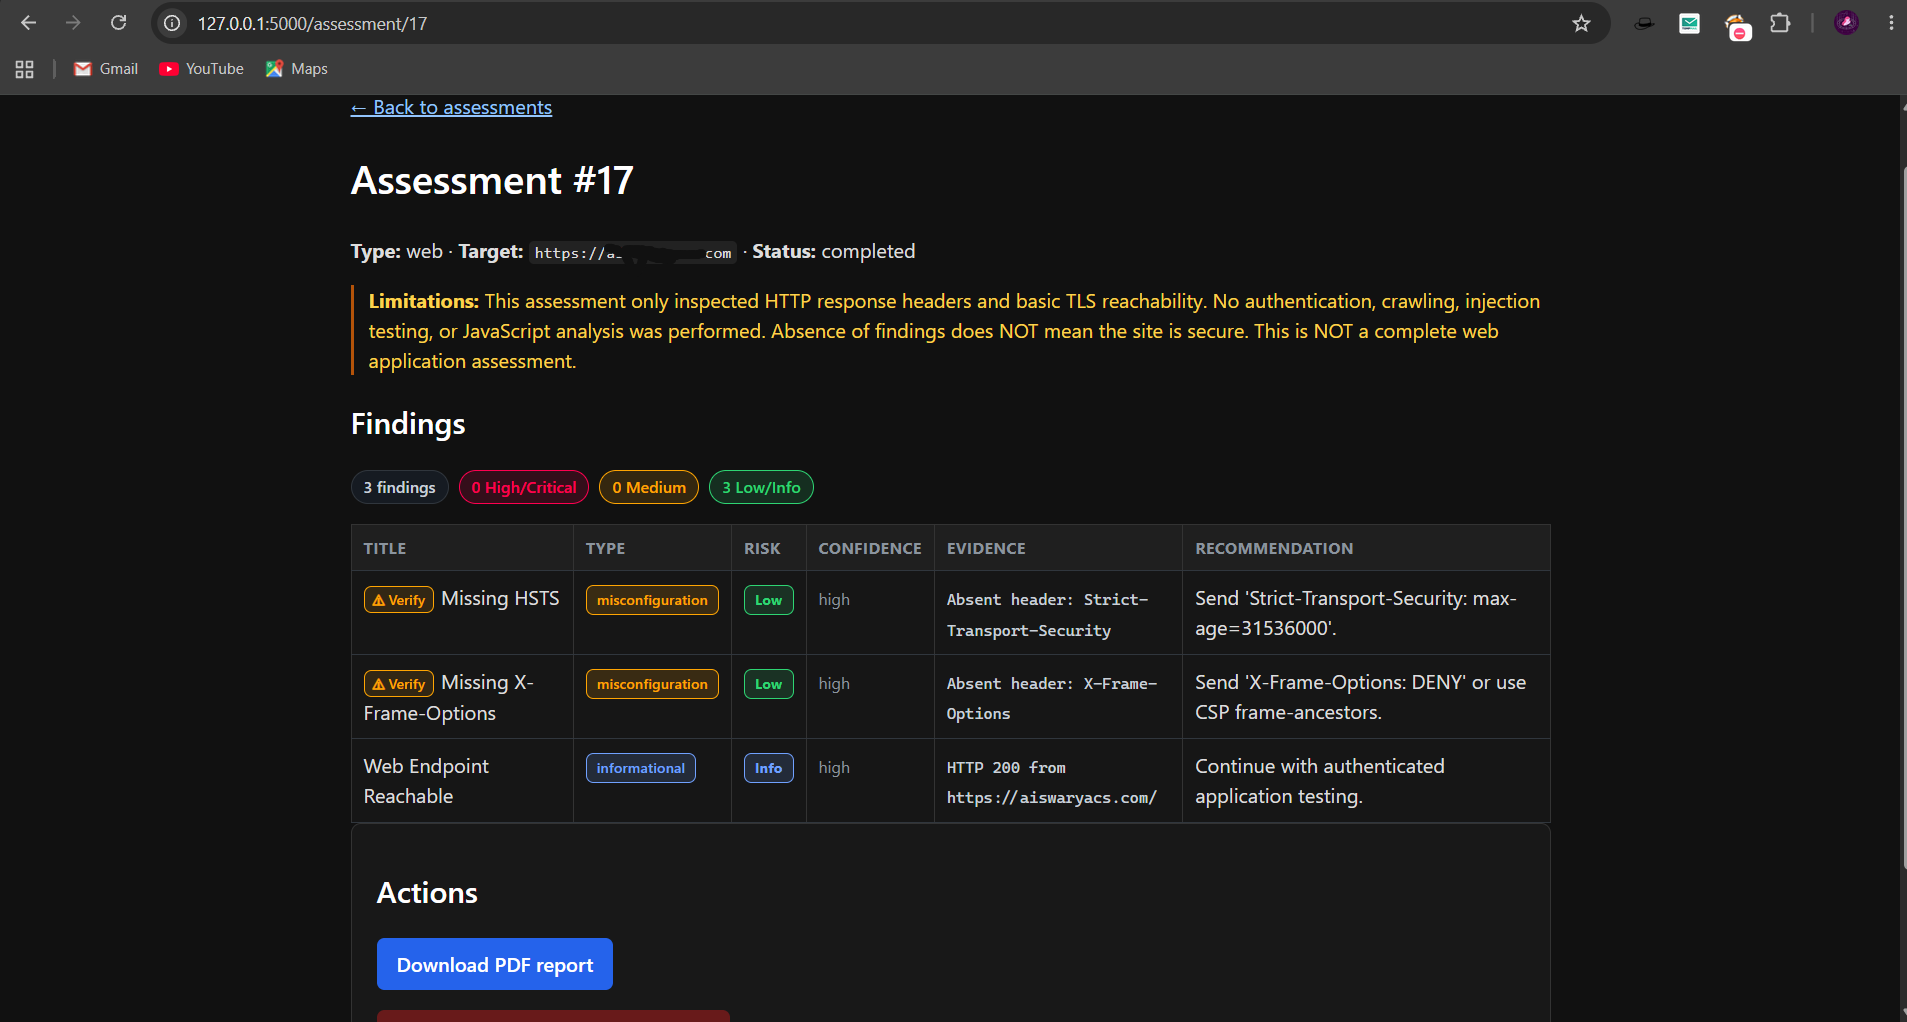 127.0.0.1:5000/assessment/17
Gmail YouTube Maps
← Back to assessments
Assessment #17
Type: web · Target: https:// com · Status: completed
Limitations: This assessment only inspected HTTP response headers and basic TLS reachability. No authentication, crawling, injection
testing, or JavaScript analysis was performed. Absence of findings does NOT mean the site is secure. This is NOT a complete web
application assessment.
Findings
3 findings 0 High/Critical 0 Medium 3 Low/Info
TITLE TYPE RISK CONFIDENCE EVIDENCE RECOMMENDATION
⚠ Verify Missing HSTS misconfiguration Low high Absent header: Strict- Send 'Strict-Transport-Security: max-
Transport-Security age=31536000'.
⚠ Verify Missing X- misconfiguration Low high Absent header: X-Frame- Send 'X-Frame-Options: DENY' or use
Frame-Options Options CSP frame-ancestors.
Web Endpoint informational Info high HTTP 200 from Continue with authenticated
Reachable https://aiswaryacs.com/ application testing.
Actions
Download PDF report